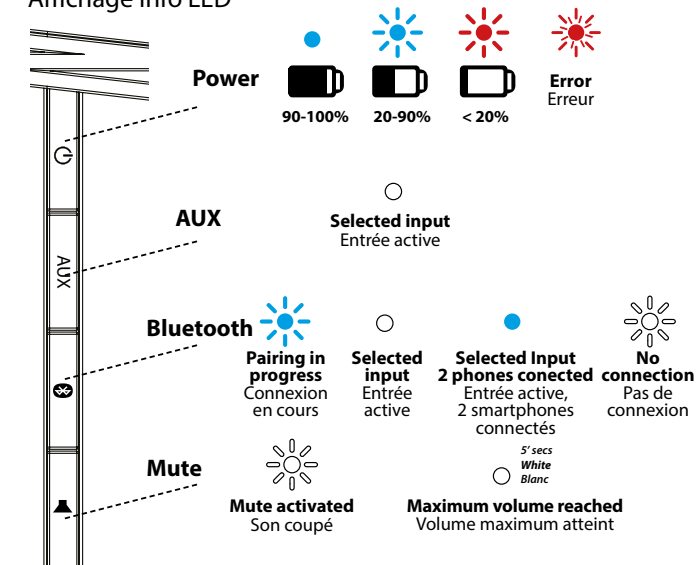 Affichage Info LED
Power
90-100%
20-90%
< 20%
Error
Erreur
AUX
Selected input
Entrée active
AUX
Bluetooth
Pairing in
progress
Connexion
en cours
Selected
input
Entrée
active
Selected Input
2 phones conected
Entrée active,
2 smartphones
connectés
No
connection
Pas de
connexion
Mute
Mute activated
Son coupé
5' secs
White
Blanc
Maximum volume reached
Volume maximum atteint